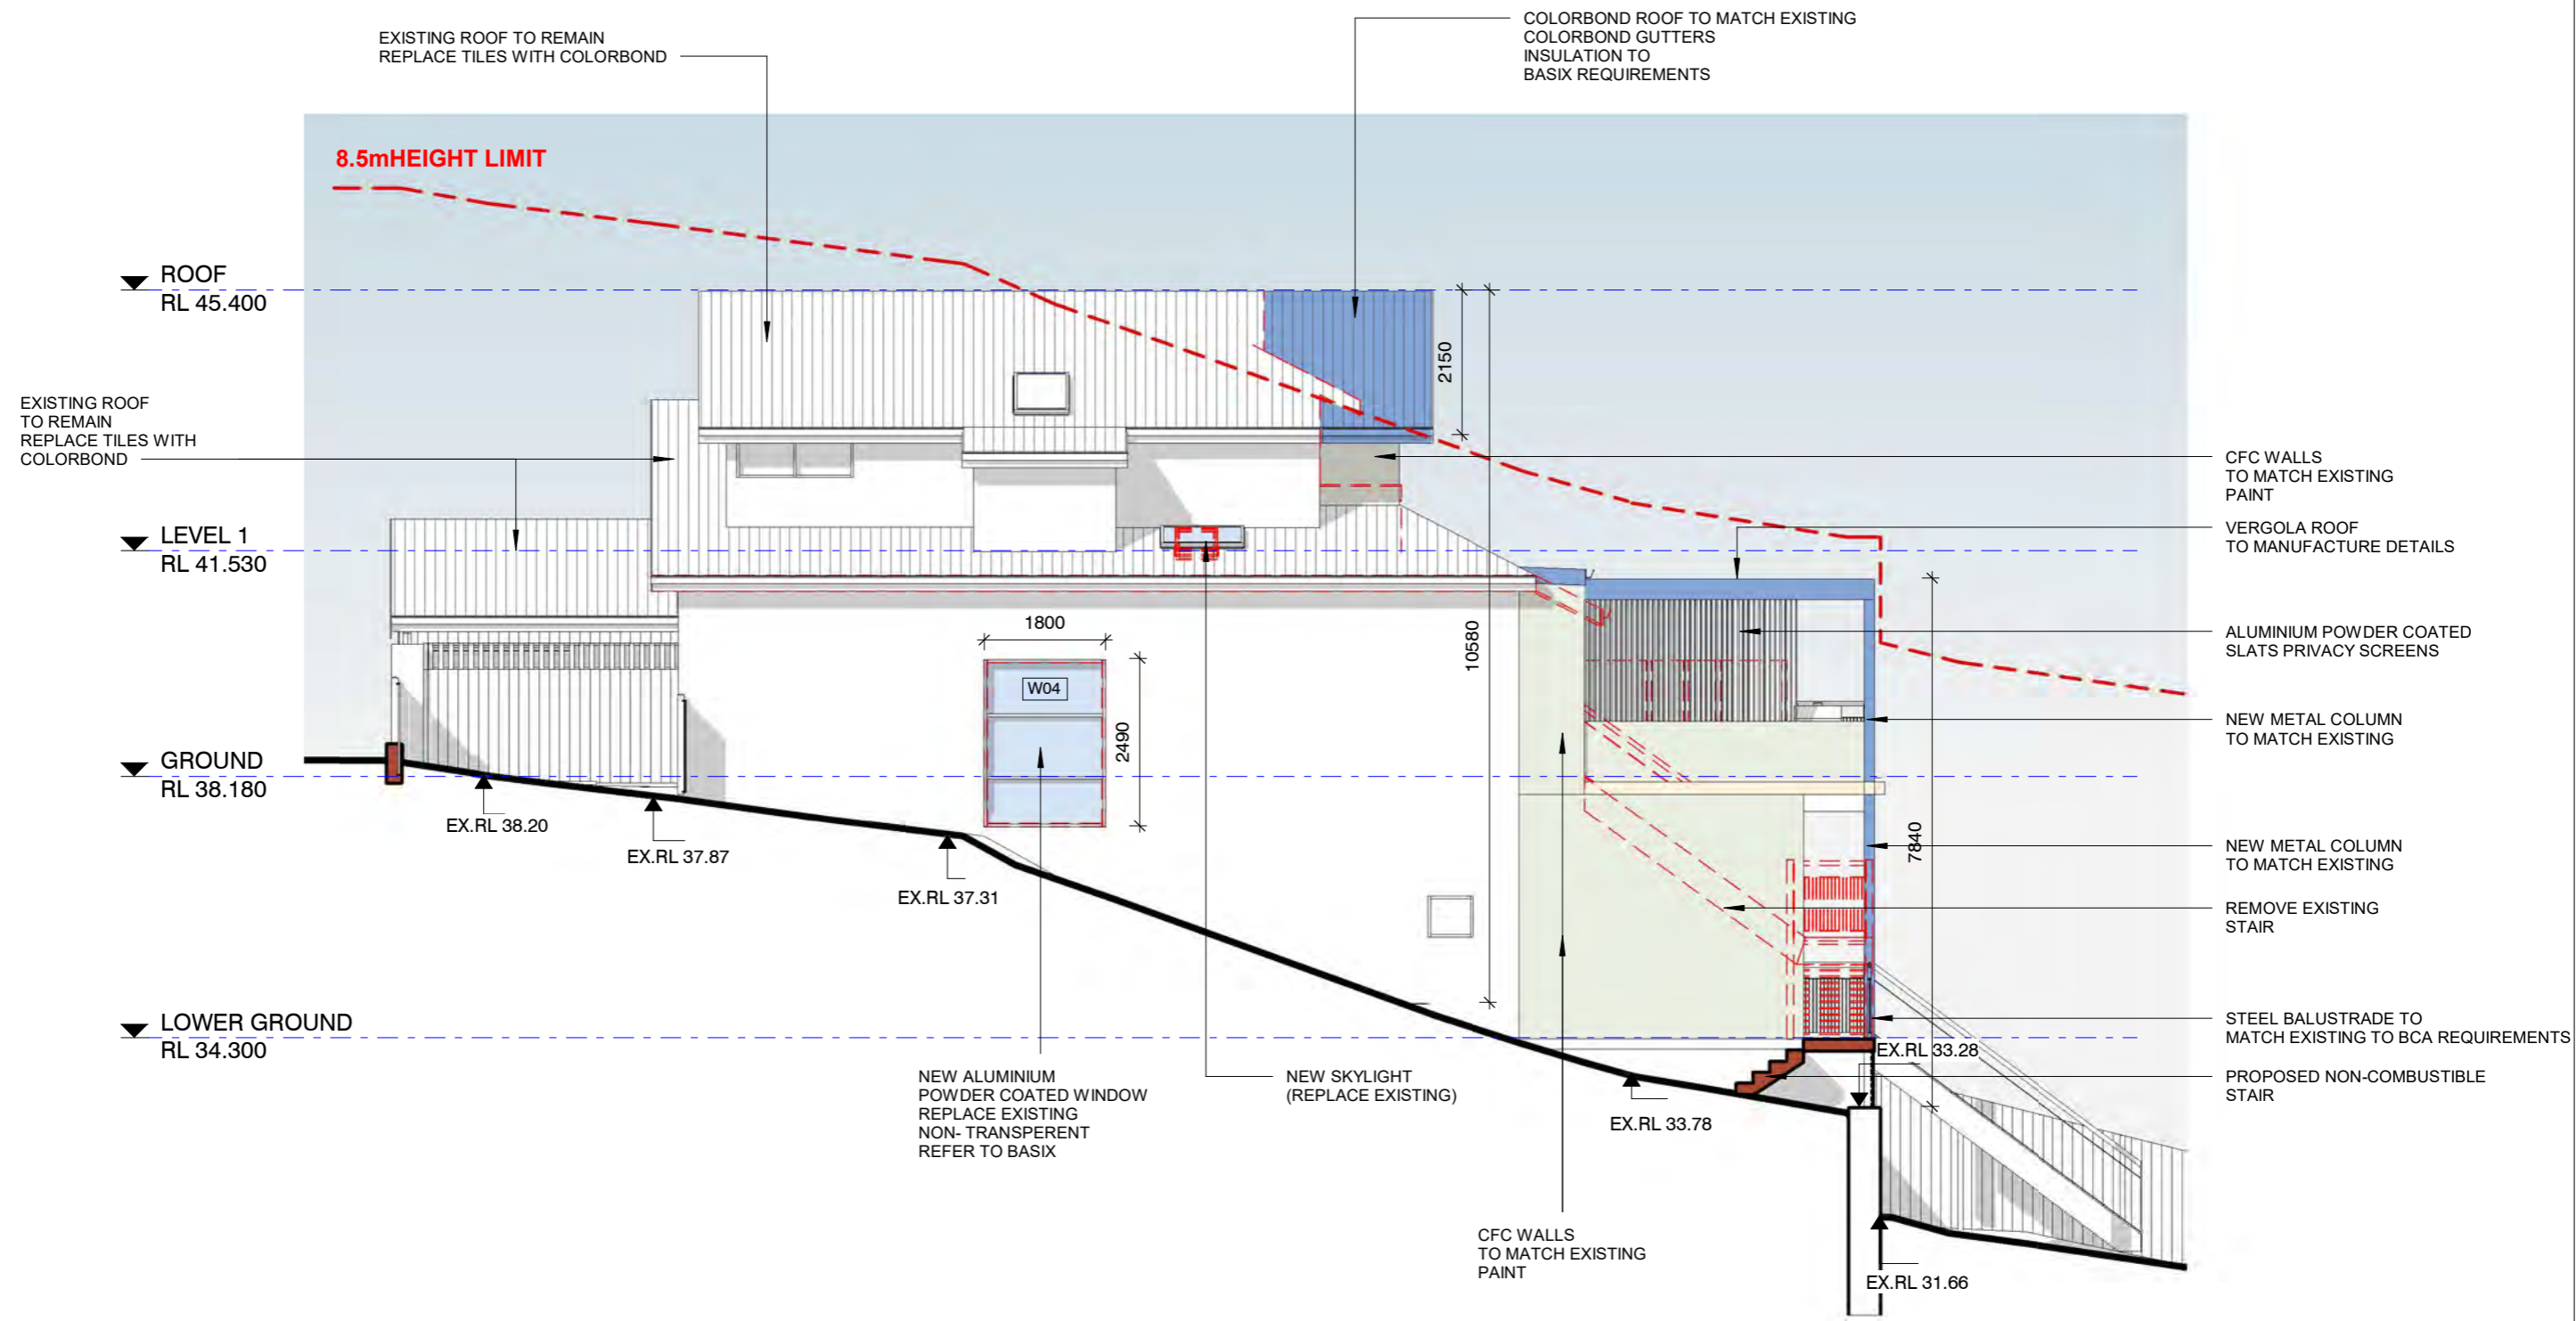 COLORBOND ROOF TO MATCH EXISTING
COLORBOND GUTTERS
INSULATION TO
BASIX REQUIREMENTS
EXISTING ROOF TO REMAIN
REPLACE TILES WITH COLORBOND
8.5mHEIGHT LIMIT
ROOF
RL 45.400
2150
EXISTING ROOF
TO REMAIN
REPLACE TILES WITH
COLORBOND
CFC WALLS
TO MATCH EXISTING
PAINT
LEVEL 1
RL 41.530
VERGOLA ROOF
TO MANUFACTURE DETAILS
1800
10580
ALUMINIUM POWDER COATED
SLATS PRIVACY SCREENS
W04
2490
NEW METAL COLUMN
TO MATCH EXISTING
GROUND
RL 38.180
EX.RL 38.20
EX.RL 37.87
EX.RL 37.31
7840
NEW METAL COLUMN
TO MATCH EXISTING
REMOVE EXISTING
STAIR
LOWER GROUND
RL 34.300
STEEL BALUSTRADE TO
MATCH EXISTING TO BCA REQUIREMENTS
EX.RL 33.28
NEW ALUMINIUM
POWDER COATED WINDOW
REPLACE EXISTING
NON- TRANSPERENT
REFER TO BASIX
NEW SKYLIGHT
(REPLACE EXISTING)
PROPOSED NON-COMBUSTIBLE
STAIR
EX.RL 33.78
CFC WALLS
TO MATCH EXISTING
PAINT
EX.RL 31.66